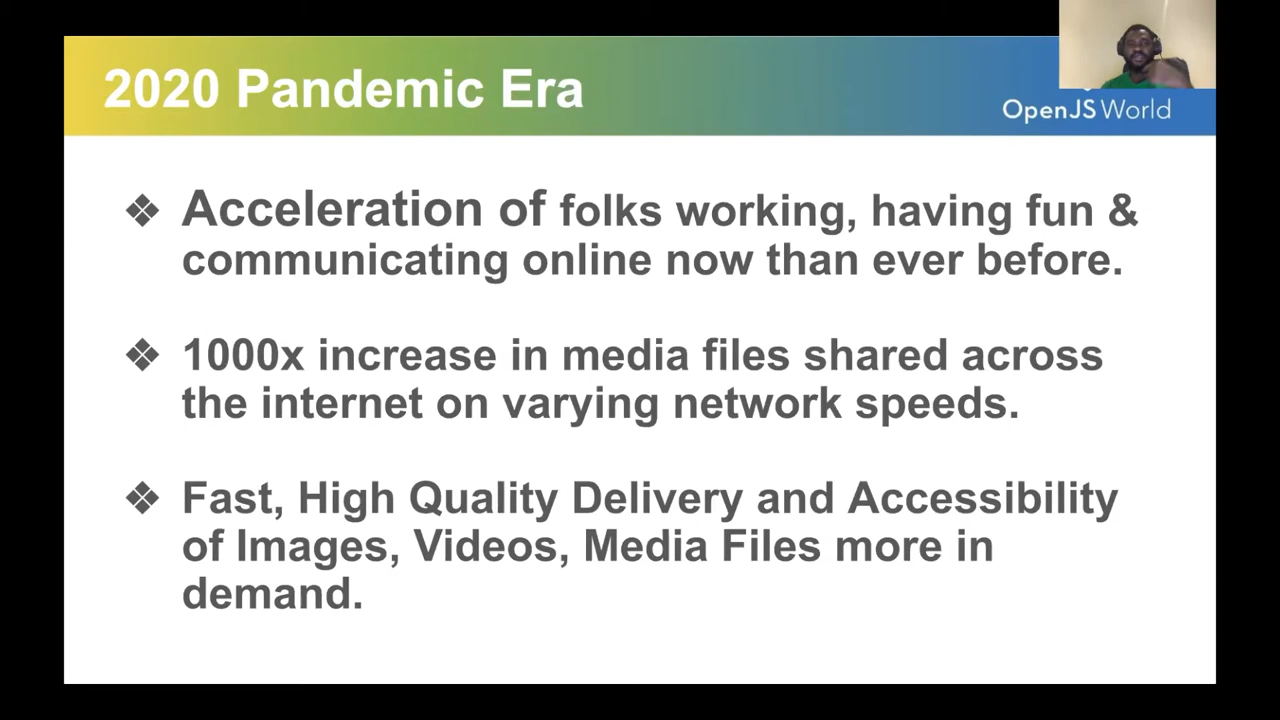 2020 Pandemic Era
OpenJS World
❖ Acceleration of folks working, having fun &
communicating online now than ever before.
❖ 1000x increase in media files shared across
the internet on varying network speeds.
❖ Fast, High Quality Delivery and Accessibility
of Images, Videos, Media Files more in
demand.